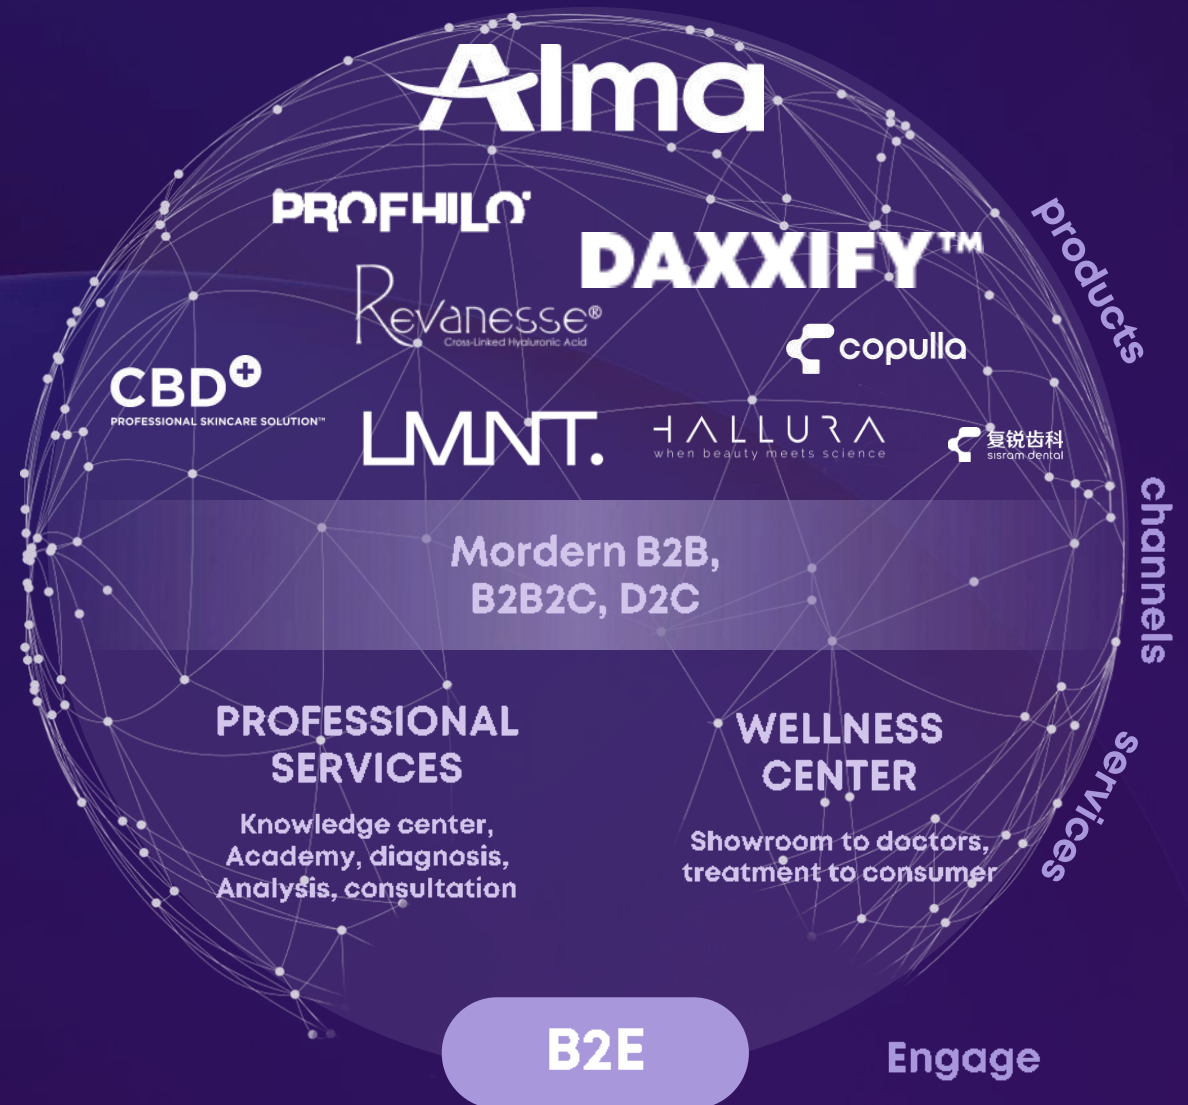 Alma
PROFHILO®
DAXXIFY™
Revanesse®
Cross-Linked Hyaluronic Acid
copulla
CBD+
PROFESSIONAL SKINCARE SOLUTION™
LMNT.
HALLURA
when beauty meets science
复锐齿科
sisram dental
products
Mordern B2B,
B2B2C, D2C
channels
PROFESSIONAL
SERVICES
Knowledge center,
Academy, diagnosis,
Analysis, consultation
WELLNESS
CENTER
Showroom to doctors,
treatment to consumer
services
B2E
Engage